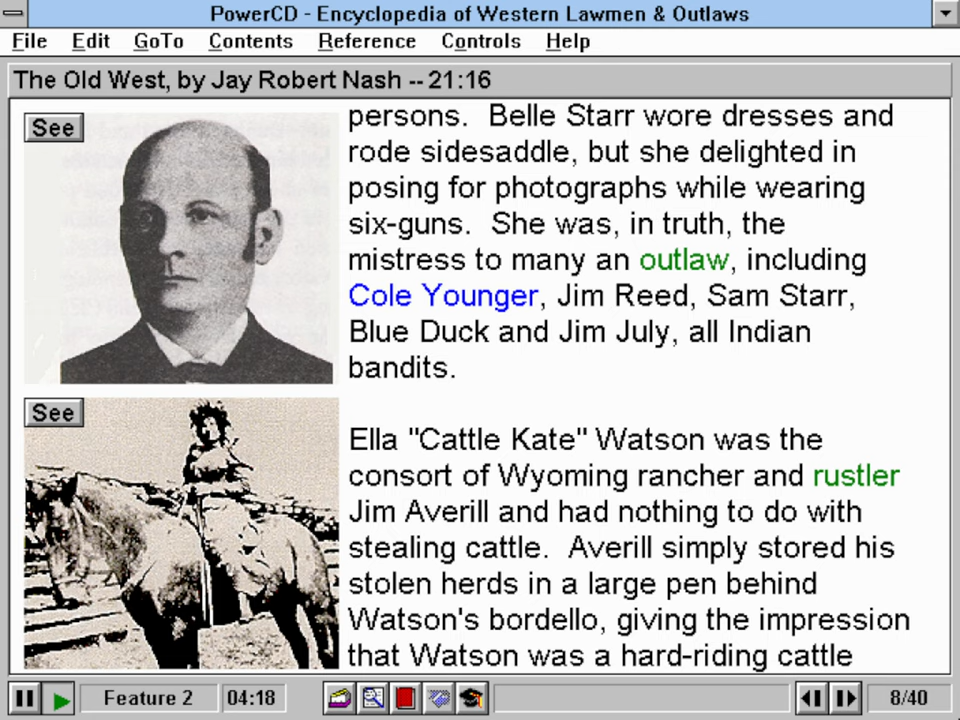 PowerCD - Encyclopedia of Western Lawmen & Outlaws
File Edit GoTo Contents Reference Controls Help
The Old West, by Jay Robert Nash -- 21:16
See
persons. Belle Starr wore dresses and
rode sidesaddle, but she delighted in
posing for photographs while wearing
six-guns. She was, in truth, the
mistress to many an outlaw, including
Cole Younger, Jim Reed, Sam Starr,
Blue Duck and Jim July, all Indian
bandits.
See
Ella "Cattle Kate" Watson was the
consort of Wyoming rancher and rustler
Jim Averill and had nothing to do with
stealing cattle. Averill simply stored his
stolen herds in a large pen behind
Watson's bordello, giving the impression
that Watson was a hard-riding cattle
Feature 2 04:18 8/40